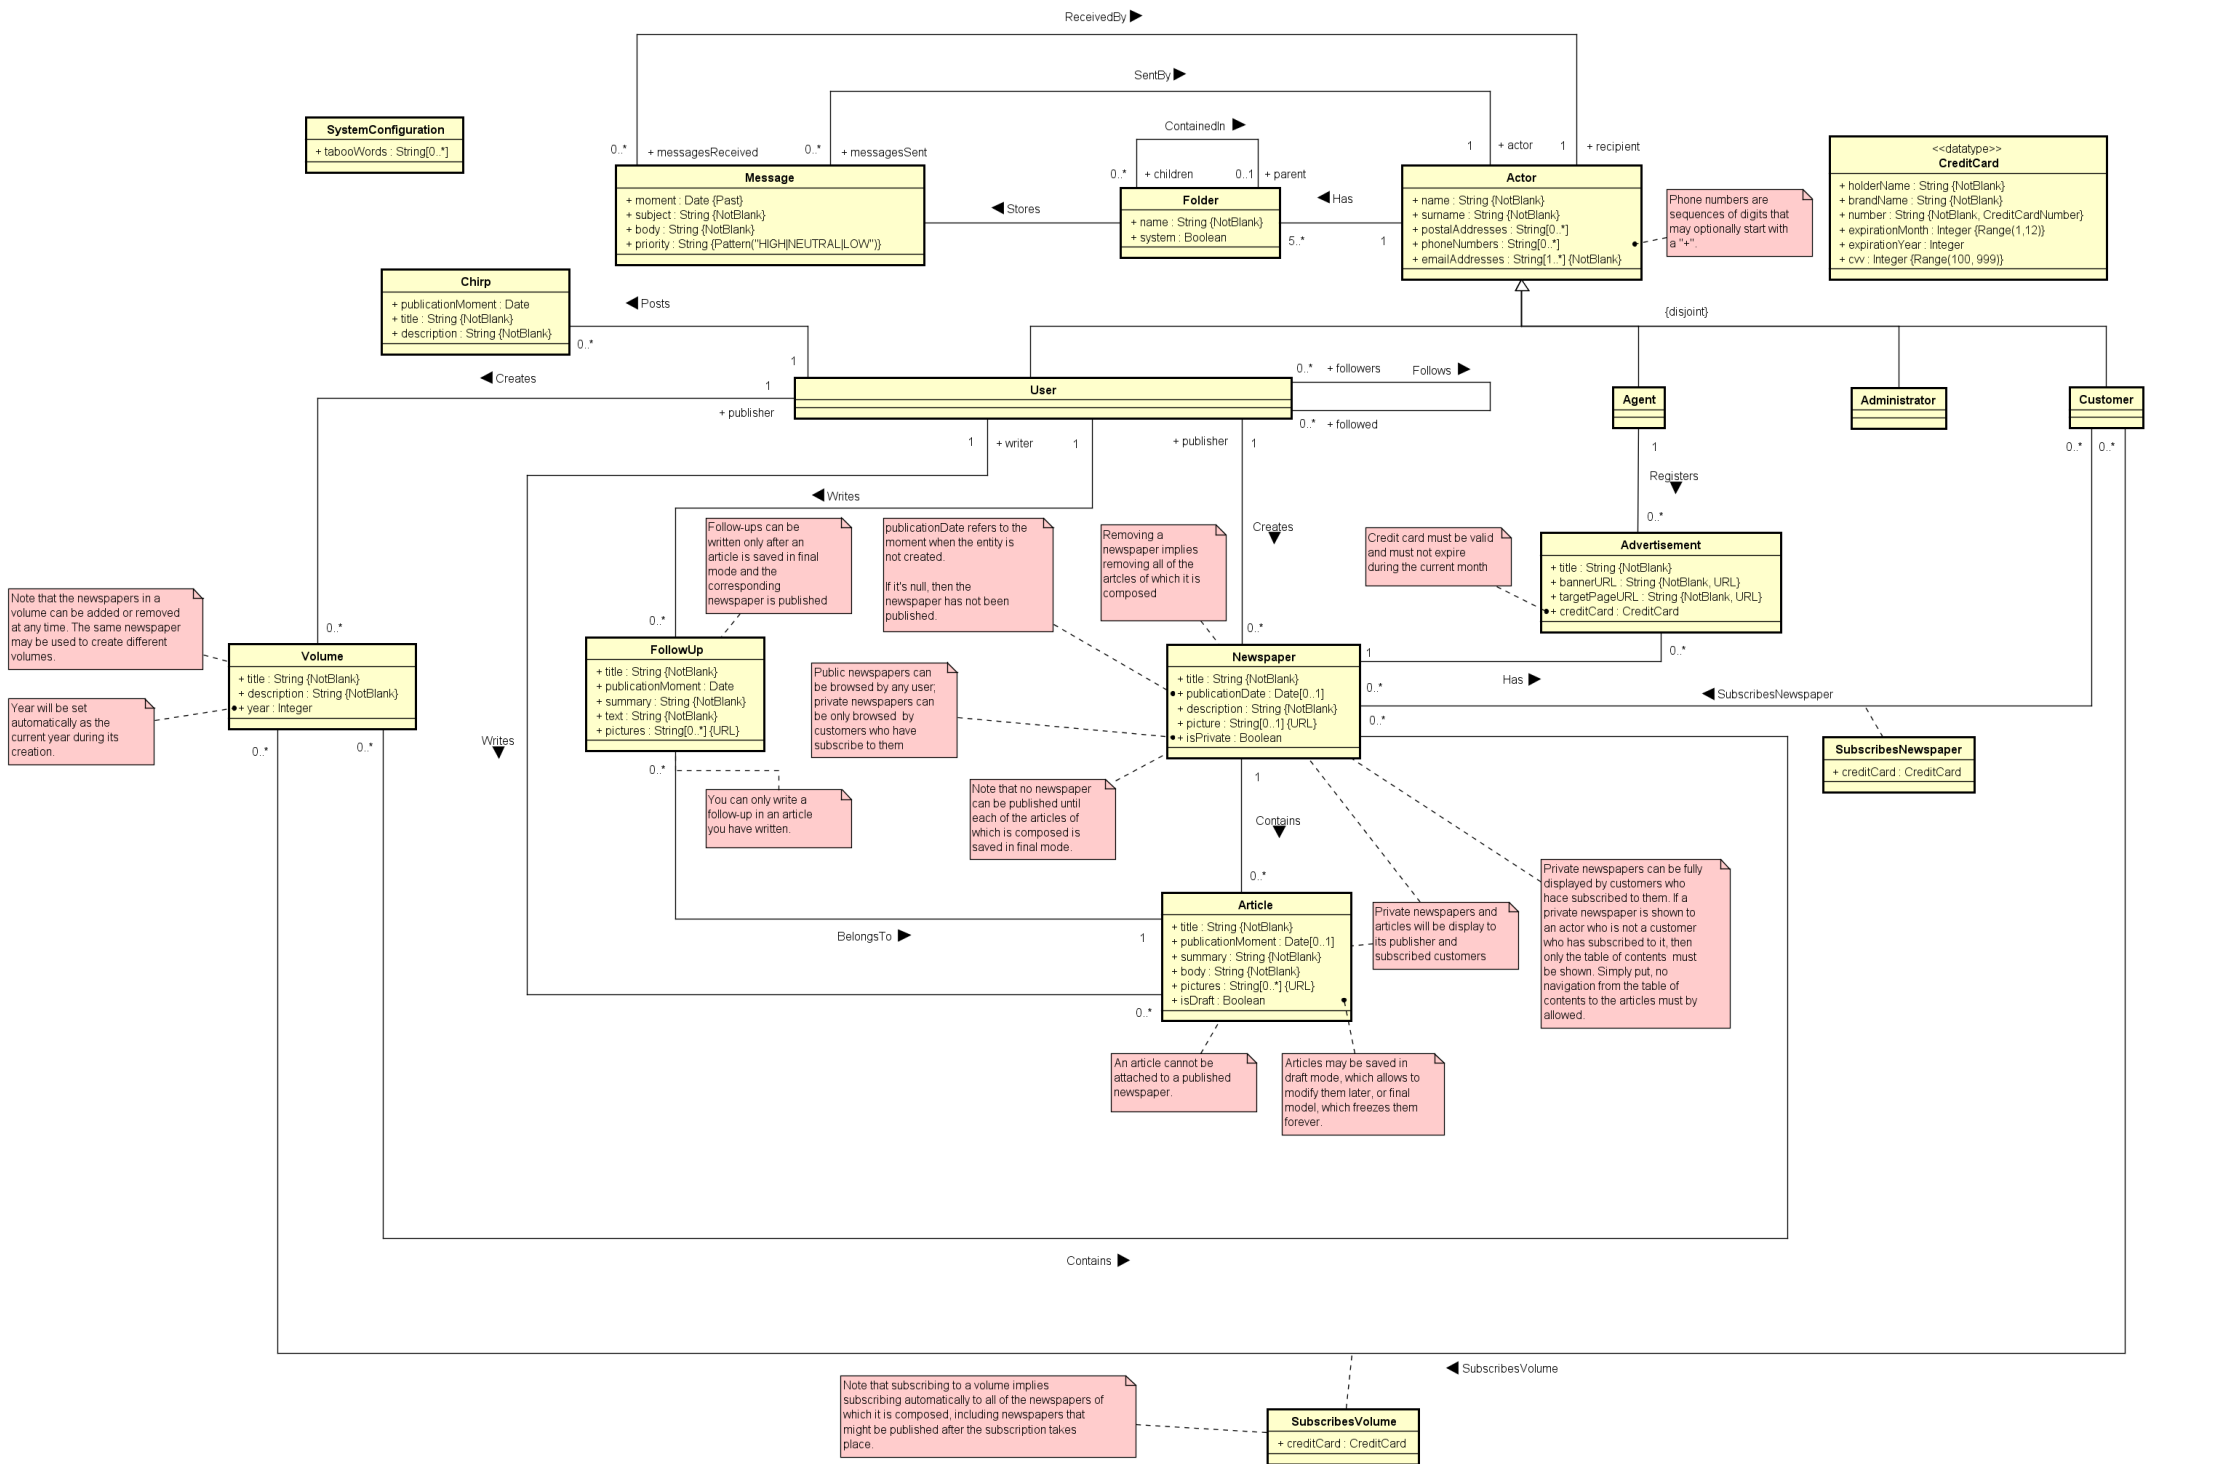 ReceivedBy
SentBy
ContainedIn
SystemConfiguration
+ tabooWords : String[0..*]
0..*
+ messagesReceived
0..*
+ messagesSent
0..*
+ children
0..1
+ parent
1
+ actor
1
+ recipient
Message
+ moment : Date {Past}
+ subject : String {NotBlank}
+ body : String {NotBlank}
+ priority : String {Pattern("HIGH|NEUTRAL|LOW")}
Stores
Folder
+ name : String {NotBlank}
+ system : Boolean
Has
5..*
1
Actor
+ name : String {NotBlank}
+ surname : String {NotBlank}
+ postalAddresses : String[0..*]
+ phoneNumbers : String[0..*]
+ emailAddresses : String[1..*] {NotBlank}
Phone numbers are
sequences of digits that
may optionally start with
a "+".
<<datatype>>
CreditCard
+ holderName : String {NotBlank}
+ brandName : String {NotBlank}
+ number : String {NotBlank, CreditCardNumber}
+ expirationMonth : Integer {Range(1,12)}
+ expirationYear : Integer
+ cvv : Integer {Range(100, 999)}
Chirp
+ publicationMoment : Date
+ title : String {NotBlank}
+ description : String {NotBlank}
Posts
0..*
1
{disjoint}
Creates
1
+ publisher
User
0..*
+ followers
Follows
0..*
+ followed
Agent
Administrator
Customer
1
+ writer
1
+ publisher
1
1
0..*
0..*
Registers
0..*
Writes
Follow-ups can be
written only after an
article is saved in final
mode and the
corresponding
newspaper is published
publicationDate refers to the
moment when the entity is
not created.
If it's null, then the
newspaper has not been
published.
Removing a
newspaper implies
removing all of the
artcles of which it is
composed
Creates
Credit card must be valid
and must not expire
during the current month
Advertisement
+ title : String {NotBlank}
+ bannerURL : String {NotBlank, URL}
+ targetPageURL : String {NotBlank, URL}
+ creditCard : CreditCard
Note that the newspapers in a
volume can be added or removed
at any time. The same newspaper
may be used to create different
volumes.
Year will be set
automatically as the
current year during its
creation.
0..*
Volume
+ title : String {NotBlank}
+ description : String {NotBlank}
+ year : Integer
0..*
0..*
Writes
0..*
FollowUp
+ title : String {NotBlank}
+ publicationMoment : Date
+ summary : String {NotBlank}
+ text : String {NotBlank}
+ pictures : String[0..*] {URL}
0..*
You can only write a
follow-up in an article
you have written.
Public newspapers can
be browsed by any user;
private newspapers can
be only browsed  by
customers who have
subscribe to them
0..*
Newspaper
+ title : String {NotBlank}
+ publicationDate : Date[0..1]
+ description : String {NotBlank}
+ picture : String[0..1] {URL}
+ isPrivate : Boolean
1
0..*
Has
0..*
0..*
SubscribesNewspaper
SubscribesNewspaper
+ creditCard : CreditCard
Note that no newspaper
can be published until
each of the articles of
which is composed is
saved in final mode.
1
Contains
0..*
Private newspapers can be fully
displayed by customers who
hace subscribed to them. If a
private newspaper is shown to
an actor who is not a customer
who has subscribed to it, then
only the table of contents  must
be shown. Simply put, no
navigation from the table of
contents to the articles must by
allowed.
Private newspapers and
articles will be display to
its publisher and
subscribed customers
BelongsTo
1
0..*
Article
+ title : String {NotBlank}
+ publicationMoment : Date[0..1]
+ summary : String {NotBlank}
+ body : String {NotBlank}
+ pictures : String[0..*] {URL}
+ isDraft : Boolean
An article cannot be
attached to a published
newspaper.
Articles may be saved in
draft mode, which allows to
modify them later, or final
model, which freezes them
forever.
Contains
SubscribesVolume
Note that subscribing to a volume implies
subscribing automatically to all of the newspapers of
which it is composed, including newspapers that
might be published after the subscription takes
place.
SubscribesVolume
+ creditCard : CreditCard